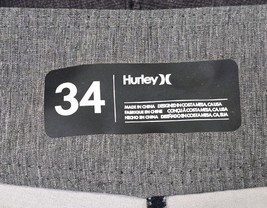 34
Hurley
MADE IN CHINA DESIGNED IN COSTA MESA, CA, USA
FABRIQUÉ EN CHINE CONÇU À COSTA MESA, CA, USA
HECHO EN CHINA DISEÑADO EN COSTA MESA, CA, EUA